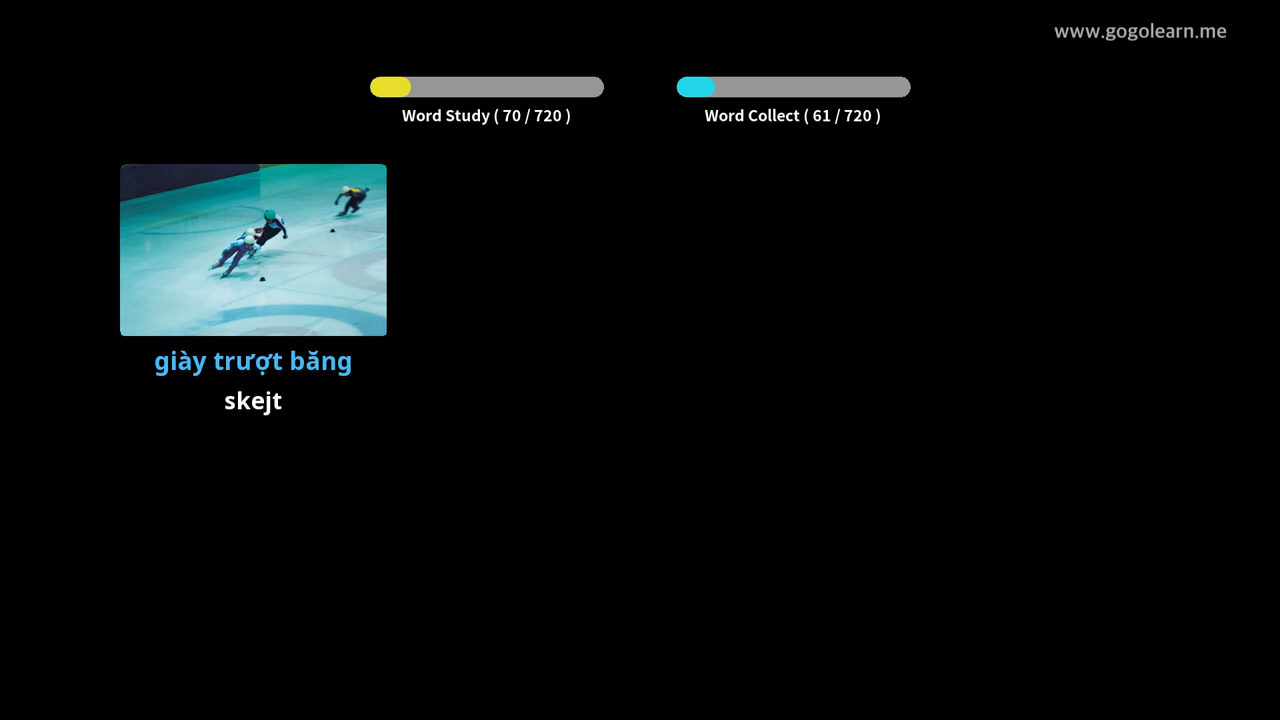 www.gogolearn.me
Word Study ( 70 / 720 )
Word Collect ( 61 / 720 )
giày trượt băng
skejt